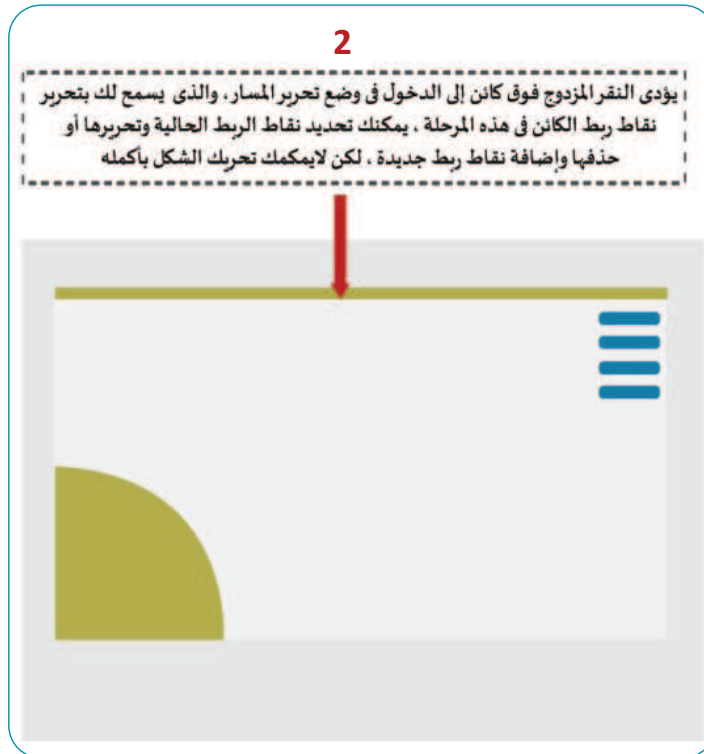 2
يؤدى النقر المزدوج فوق كائن إلى الدخول فى وضع تحرير المسار، والذى يسمح لك بتحرير
نقاط ربط الكائن فى هذه المرحلة ، يمكنك تحديد نقاط الربط الحالية وتحريرها أو
حذفها وإضافة نقاط ربط جديدة ، لكن لايمكمك تحريك الشكل بأكمله